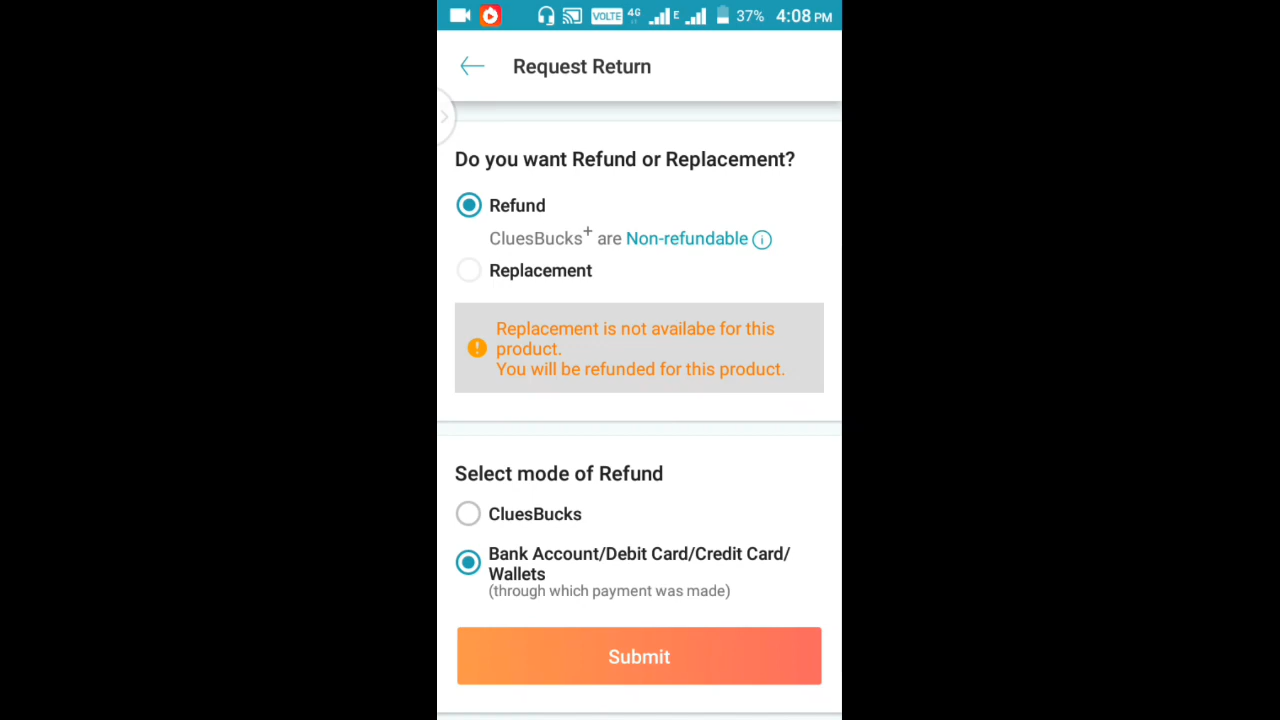 VOLTE 4G E 37% 4:08 PM
Request Return
Do you want Refund or Replacement?
Refund
CluesBucks+ are Non-refundable
Replacement
Replacement is not availabe for this
product.
You will be refunded for this product.
Select mode of Refund
CluesBucks
Bank Account/Debit Card/Credit Card/
Wallets
(through which payment was made)
Submit